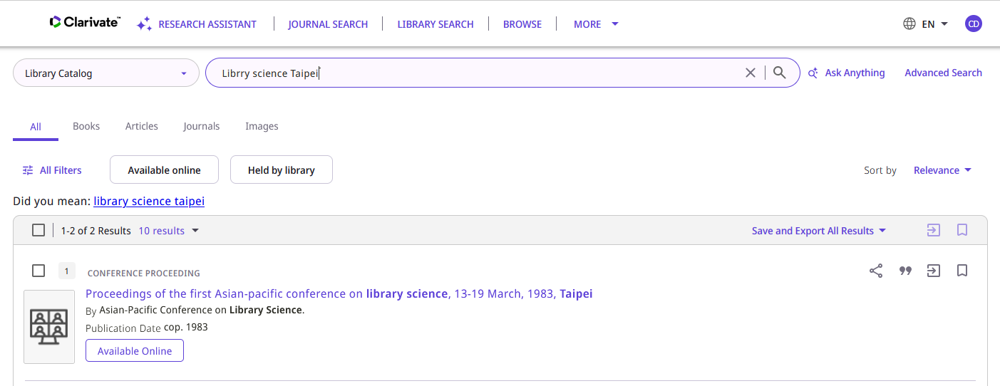 Clarivate™ RESEARCH ASSISTANT JOURNAL SEARCH LIBRARY SEARCH BROWSE MORE EN CD
Library Catalog Librry science Taipei Ask Anything Advanced Search
All Books Articles Journals Images
All Filters Available online Held by library Sort by Relevance
Did you mean: library science taipei
1-2 of 2 Results 10 results Save and Export All Results
1 CONFERENCE PROCEEDING
Proceedings of the first Asian-pacific conference on library science, 13-19 March, 1983, Taipei
By Asian-Pacific Conference on Library Science.
Publication Date cop. 1983
Available Online